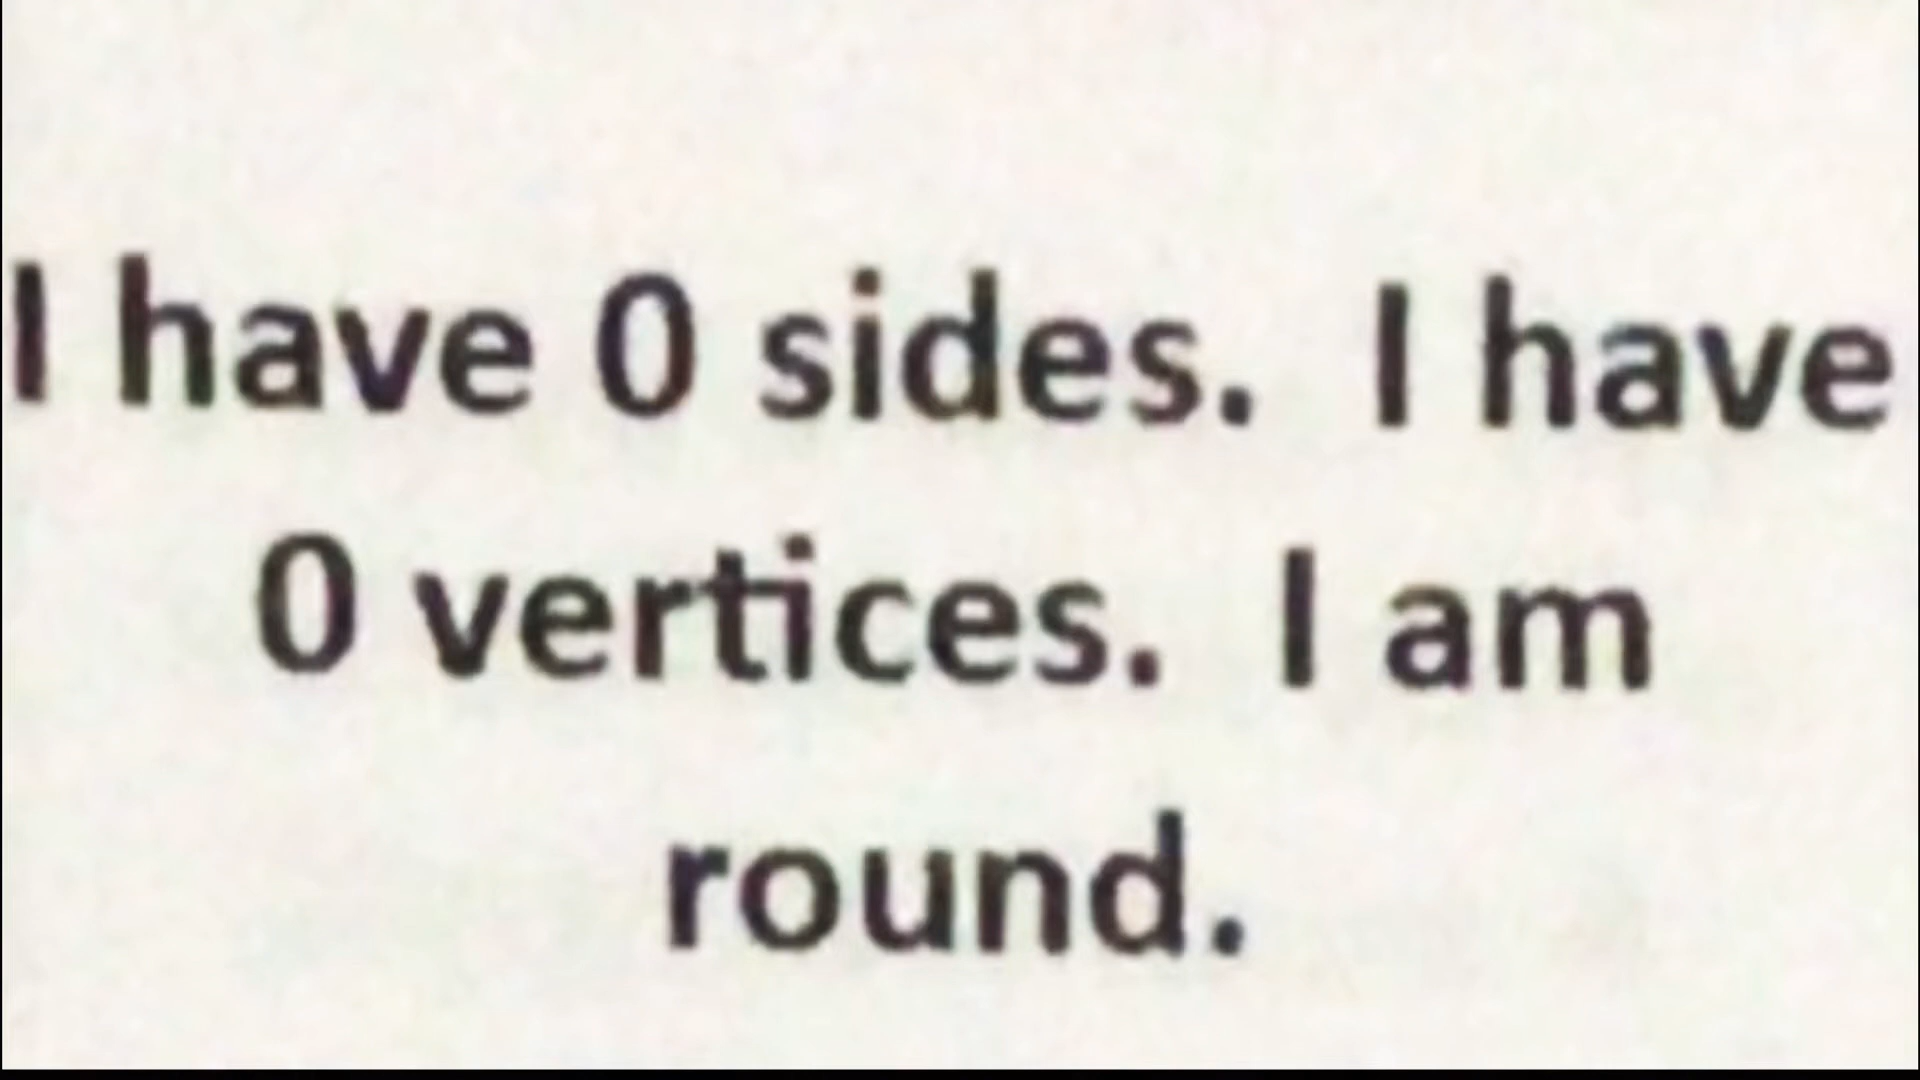 I have 0 sides.  I have
0 vertices.  I am
round.